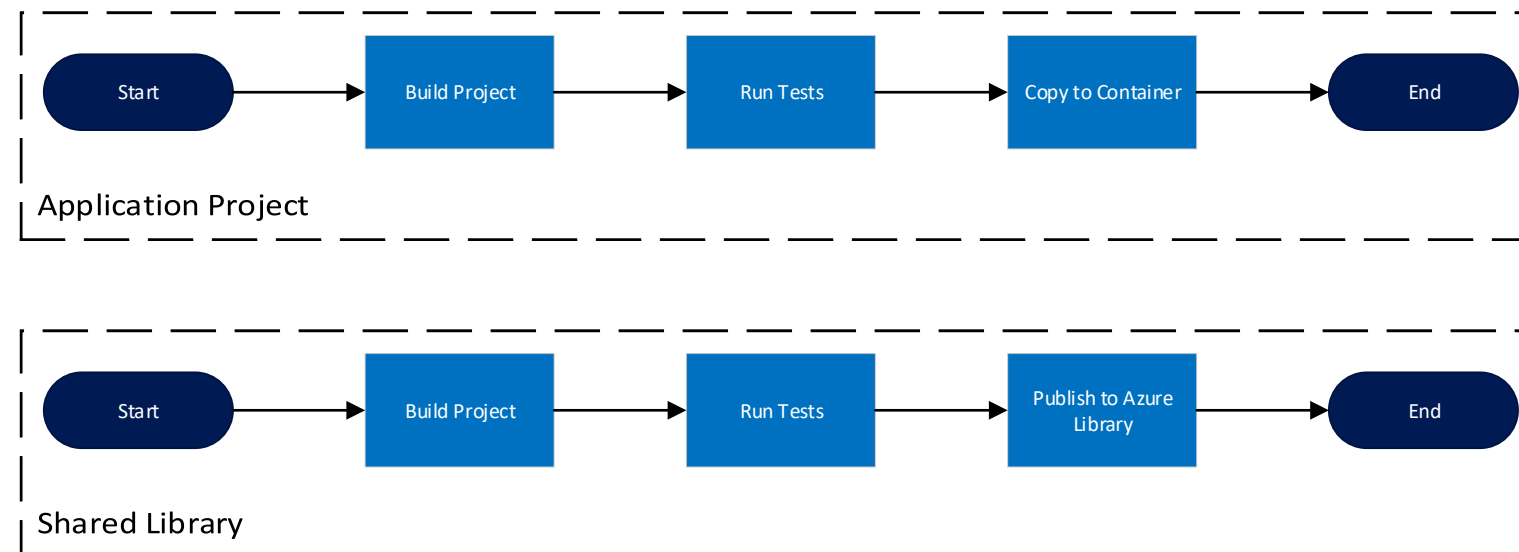 Start
Build Project
Run Tests
Copy to Container
End
Application Project
Start
Build Project
Run Tests
Publish to Azure
Library
End
Shared Library